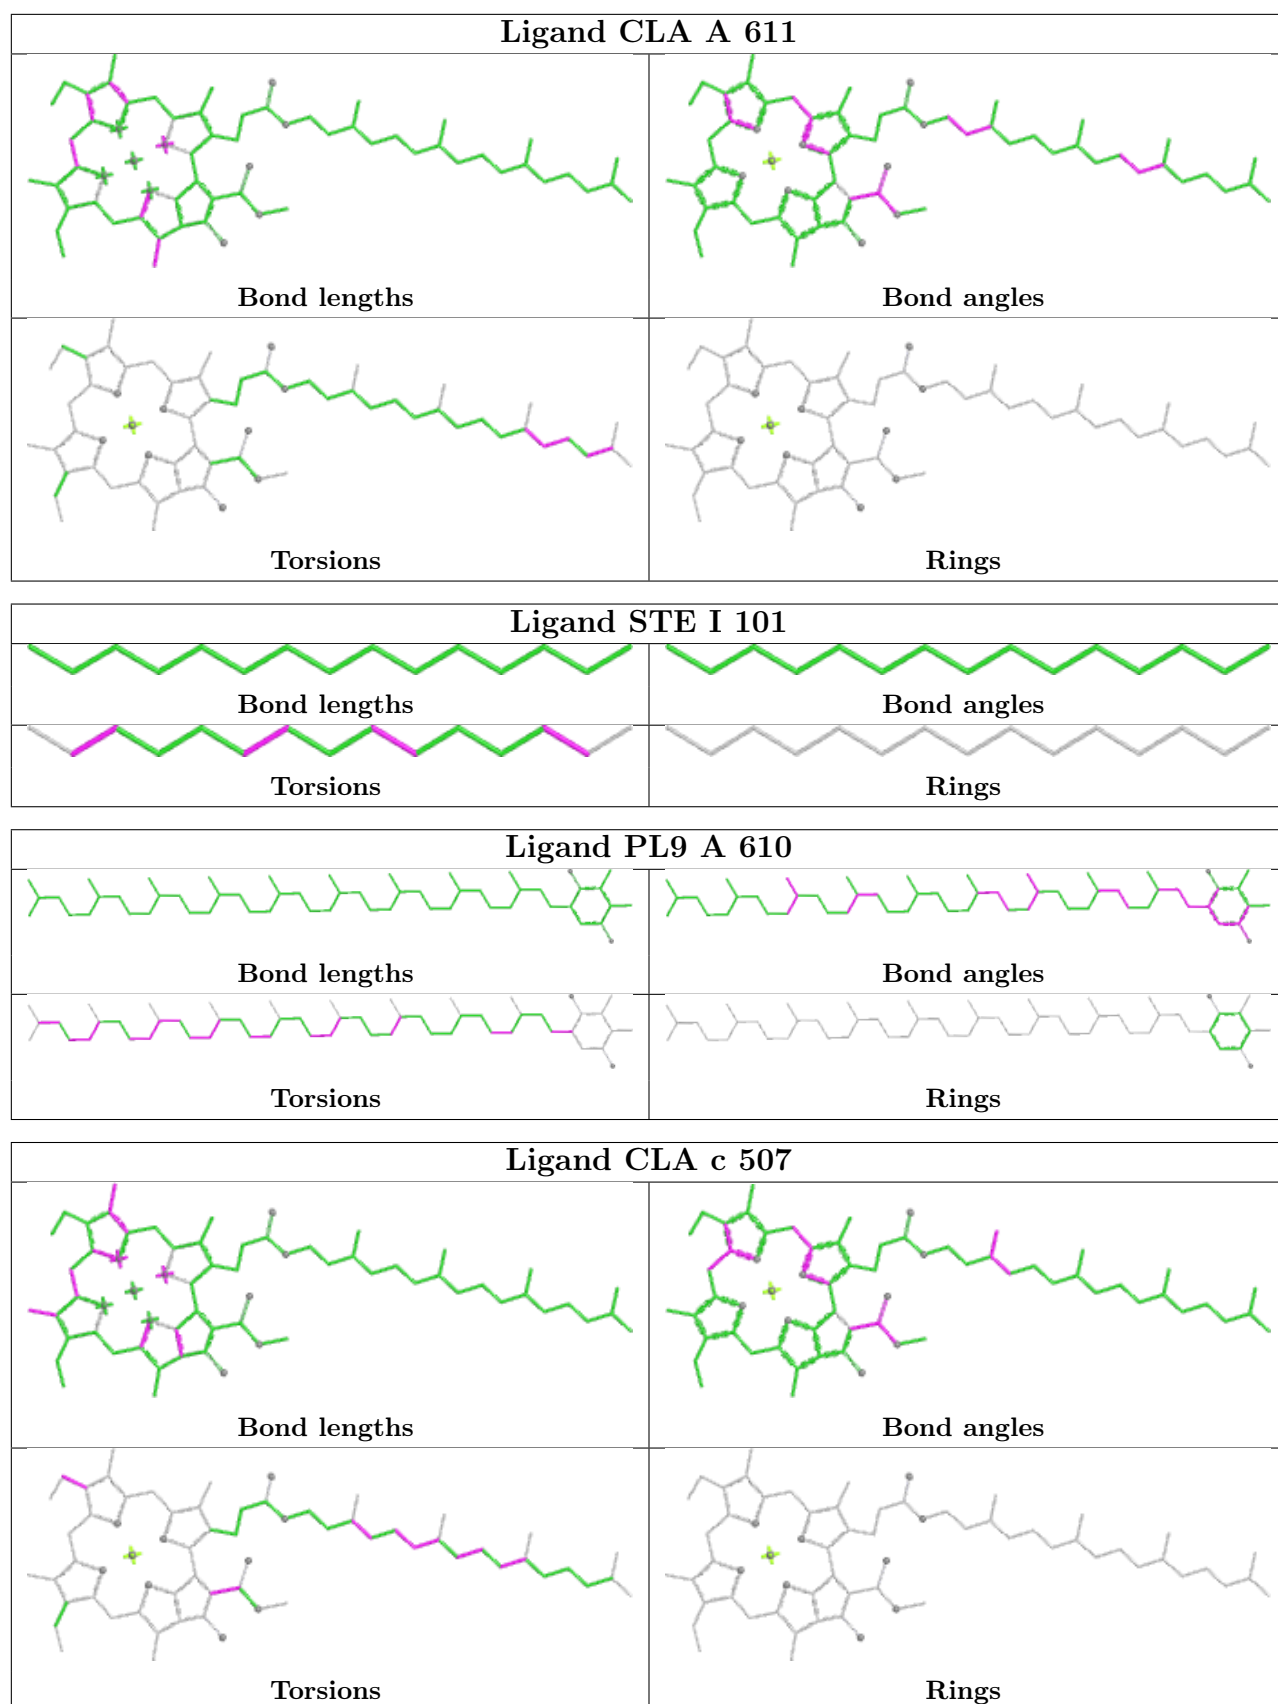 Ligand CLA A 611
Bond lengths
Bond angles
Torsions
Rings
Ligand STE I 101
Bond lengths
Bond angles
Torsions
Rings
Ligand PL9 A 610
Bond lengths
Bond angles
Torsions
Rings
Ligand CLA c 507
Bond lengths
Bond angles
Torsions
Rings